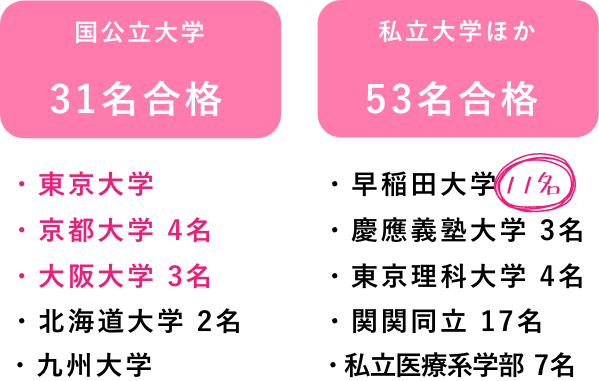 国公立大学
31名合格
・東京大学
・京都大学 4名
・大阪大学 3名
・北海道大学 2名
・九州大学
私立大学ほか
53名合格
・早稲田大学 11名
・慶應義塾大学 3名
・東京理科大学 4名
・関関同立 17名
・私立医療系学部 7名